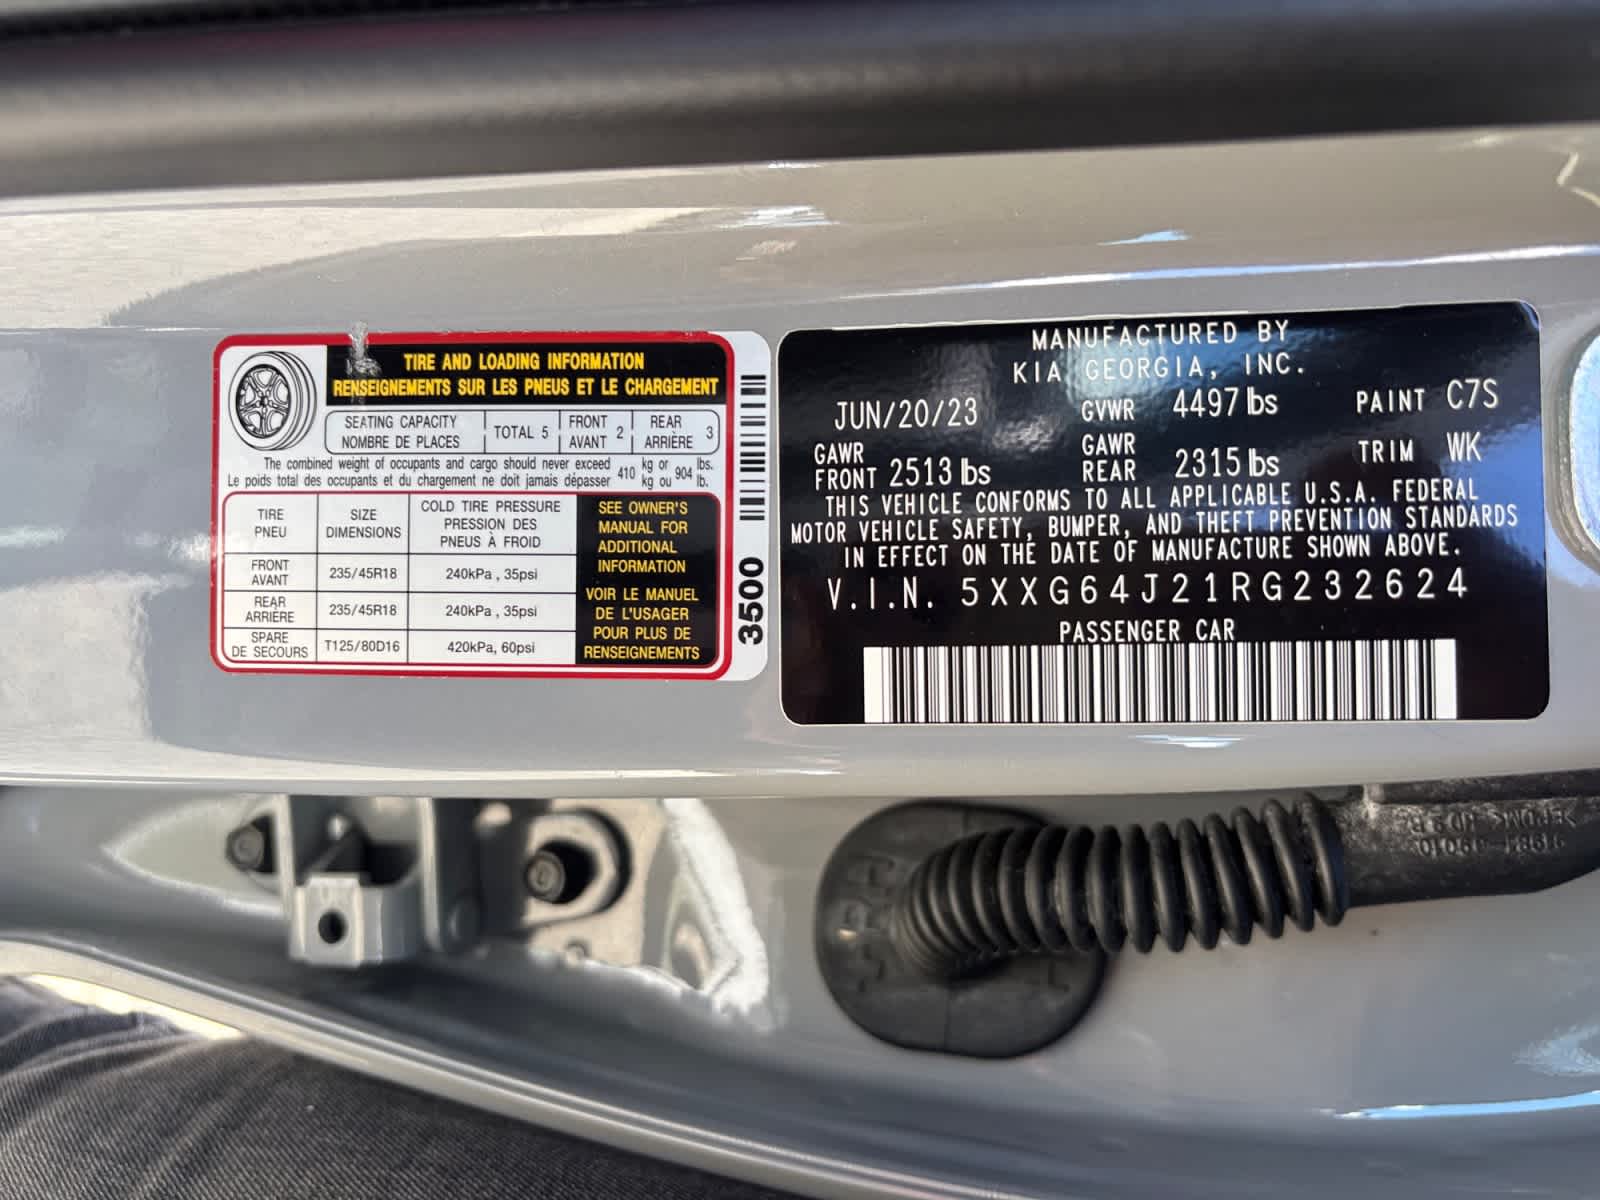 TIRE AND LOADING INFORMATION
RENSEIGNEMENTS SUR LES PNEUS ET LE CHARGEMENT
SEATING CAPACITY
NOMBRE DE PLACES
TOTAL 5
FRONT
AVANT 2
REAR
ARRIÈRE 3
The combined weight of occupants and cargo should never exceed 410 kg or 904 lbs.
Le poids total des occupants et du chargement ne doit jamais dépasser kg ou lb.
TIRE
PNEU
SIZE
DIMENSIONS
COLD TIRE PRESSURE
PRESSION DES
PNEUS À FROID
FRONT
AVANT
235/45R18
240kPa , 35psi
REAR
ARRIERE
235/45R18
240kPa , 35psi
SPARE
DE SECOURS
T125/80D16
420kPa, 60psi
SEE OWNER'S
MANUAL FOR
ADDITIONAL
INFORMATION
VOIR LE MANUEL
DE L'USAGER
POUR PLUS DE
RENSEIGNEMENTS
3500
MANUFACTURED BY
KIA GEORGIA, INC.
JUN/20/23 GVWR 4497 lbs PAINT C7S
GAWR
FRONT 2513 lbs
GAWR
REAR 2315 lbs
TRIM WK
THIS VEHICLE CONFORMS TO ALL APPLICABLE U.S.A. FEDERAL
MOTOR VEHICLE SAFETY, BUMPER, AND THEFT PREVENTION STANDARDS
IN EFFECT ON THE DATE OF MANUFACTURE SHOWN ABOVE.
V.I.N. 5XXG64J21RG232624
PASSENGER CAR